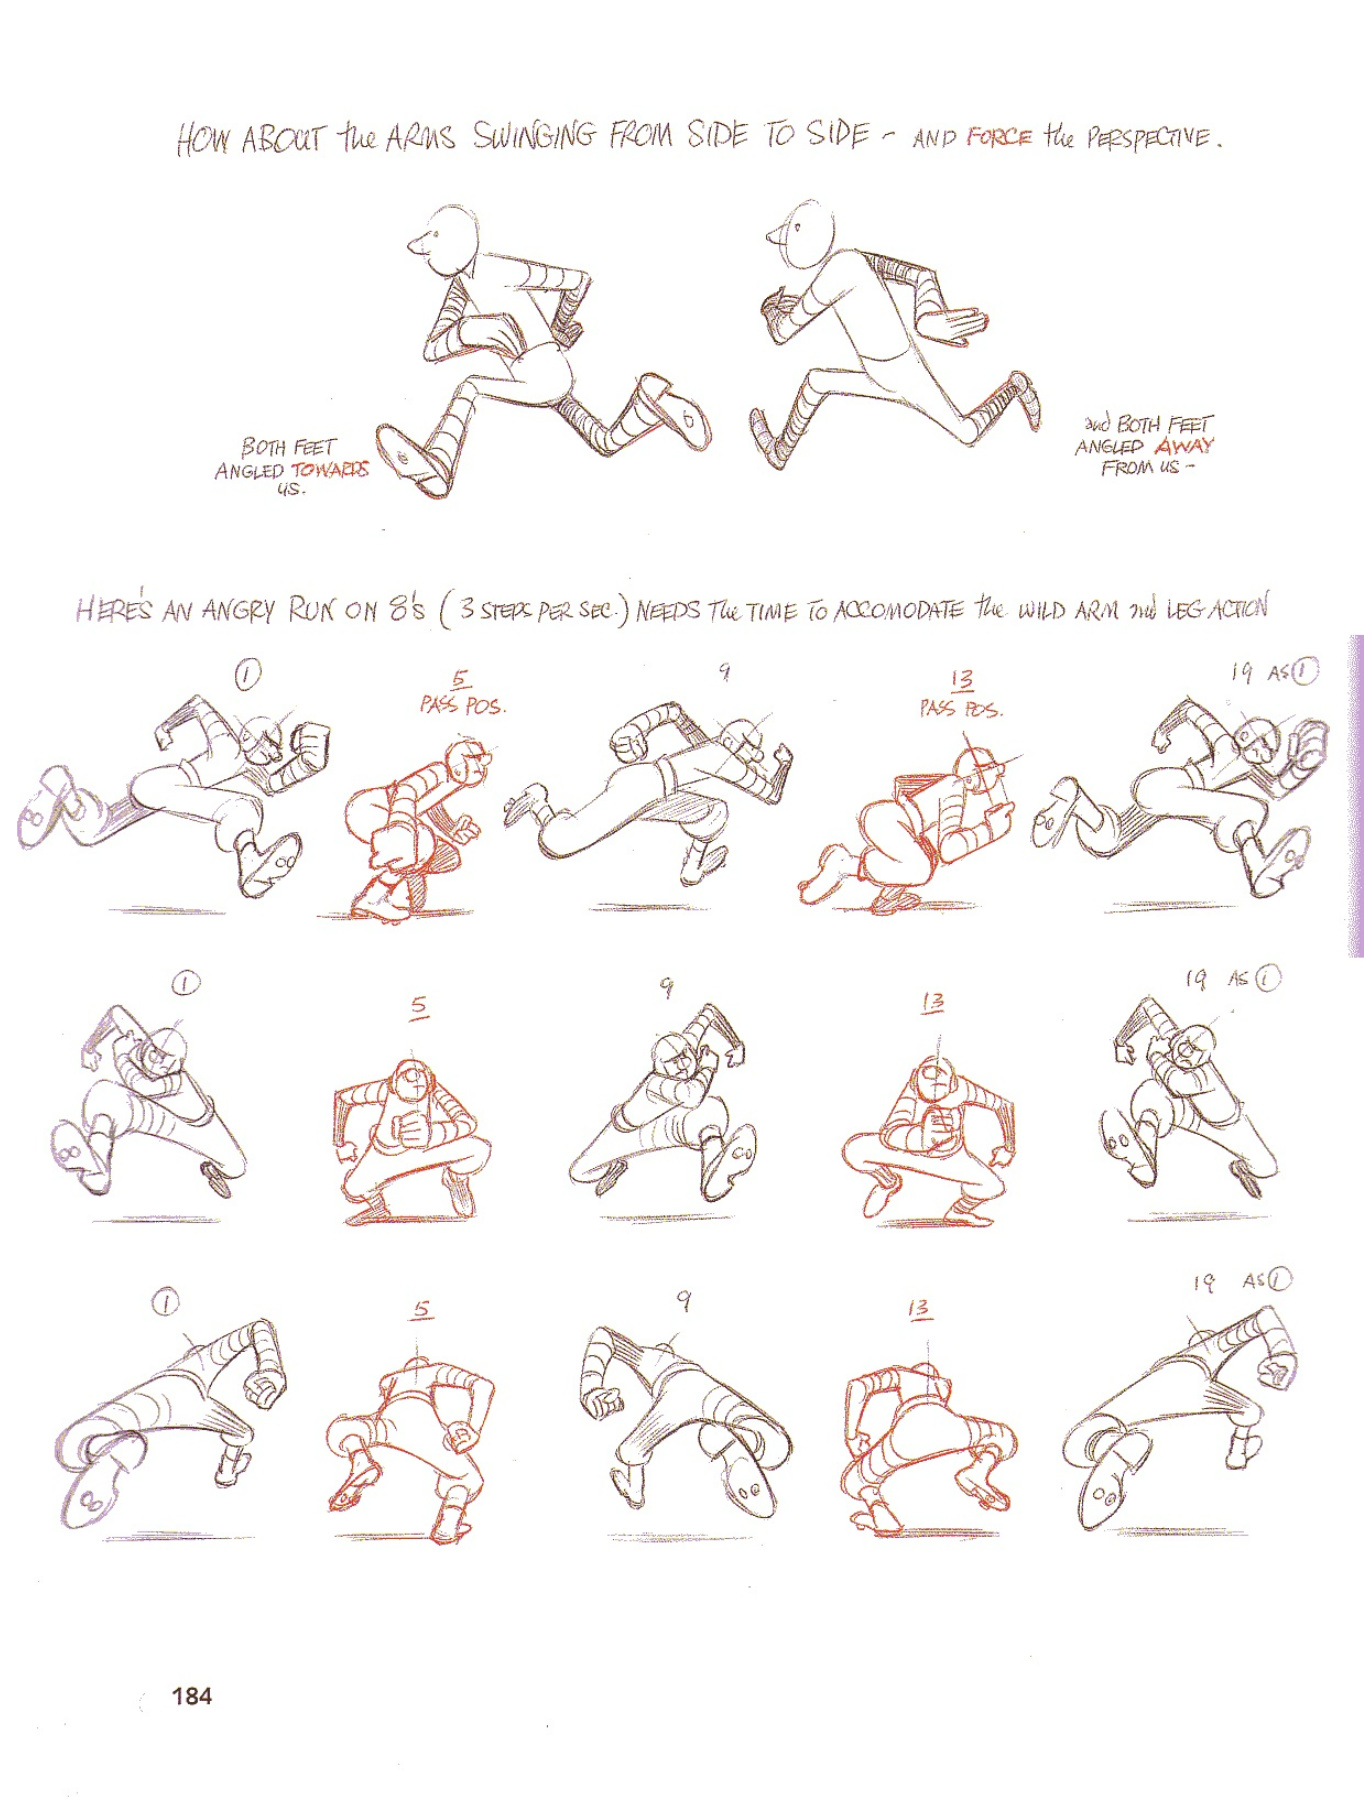 HOW ABOUT the ARMS SWINGING FROM SIDE TO SIDE - AND FORCE the PERSPECTIVE.
BOTH FEET
ANGLED TOWARDS
US.
and BOTH FEET
ANGLED AWAY
FROM US -
HERE'S AN ANGRY RUN ON 8's (3 STEPS PER SEC.) NEEDS The TIME TO ACCOMODATE the WILD ARM and LEG ACTION
1
5
PASS POS.
9
13
PASS POS.
19 AS 1
1
5
9
13
19 AS 1
1
5
9
13
19 AS 1
184